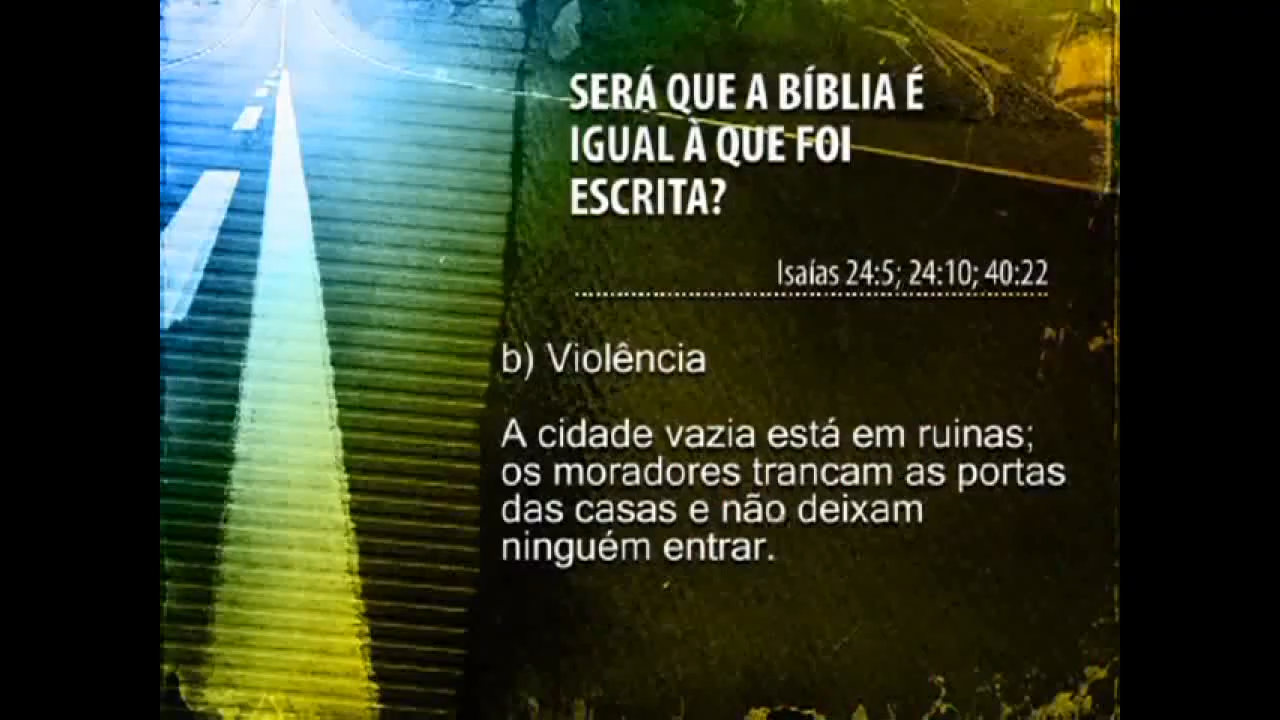 SERÁ QUE A BÍBLIA É
IGUAL À QUE FOI
ESCRITA?
Isaías 24:5; 24:10; 40:22
b) Violência
A cidade vazia está em ruinas;
os moradores trancam as portas
das casas e não deixam
ninguém entrar.